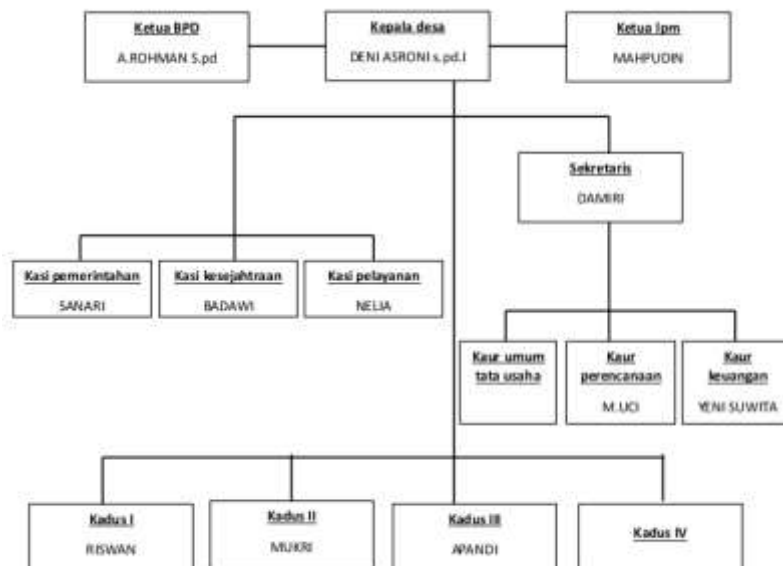 Ketua BPD
A.ROHMAN S.pd
Kepala desa
DENI ASRONI s.pd.I
Ketua lpm
MAHPUDIN
Sekretaris
DAMIRI
Kasi pemerintahan
SANARI
Kasi kesejahtraan
BADAWI
Kasi pelayanan
NELIA
Kaur umum
tata usaha
Kaur
perencanaan
M.UCI
Kaur
keuangan
YENI SUWITA
Kadus I
RISWAN
Kadus II
MUKRI
Kadus III
APANDI
Kadus IV